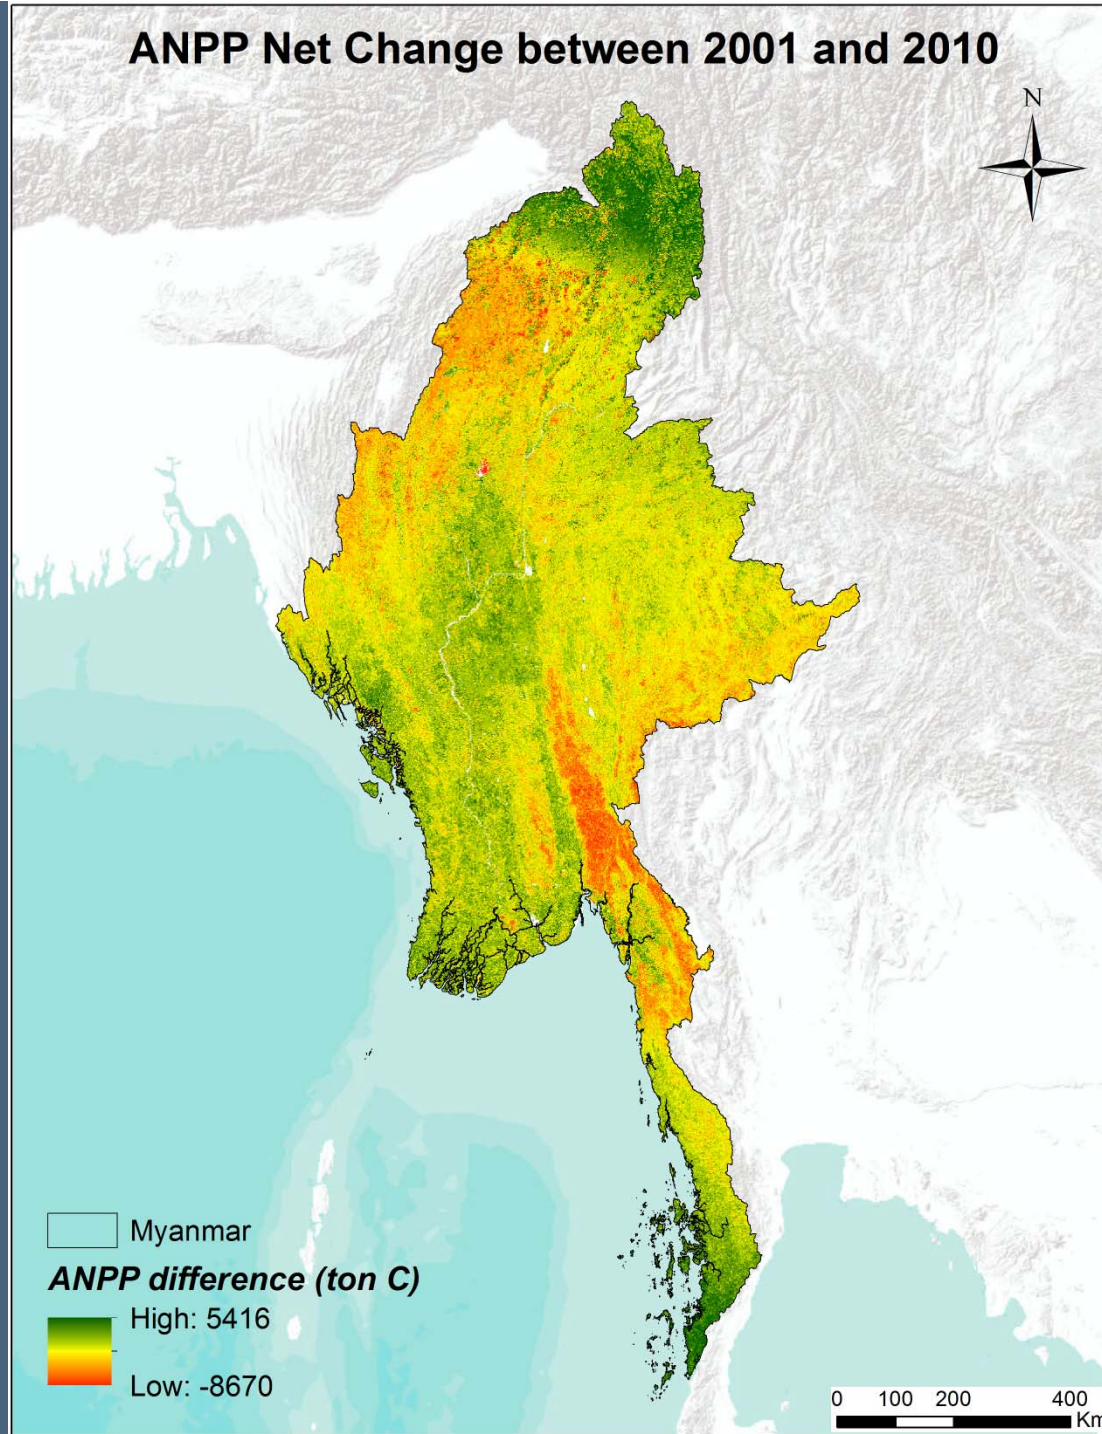 ANPP Net Change between 2001 and 2010
N
Myanmar
ANPP difference (ton C)
High: 5416
Low: -8670
0 100 200 400
Km